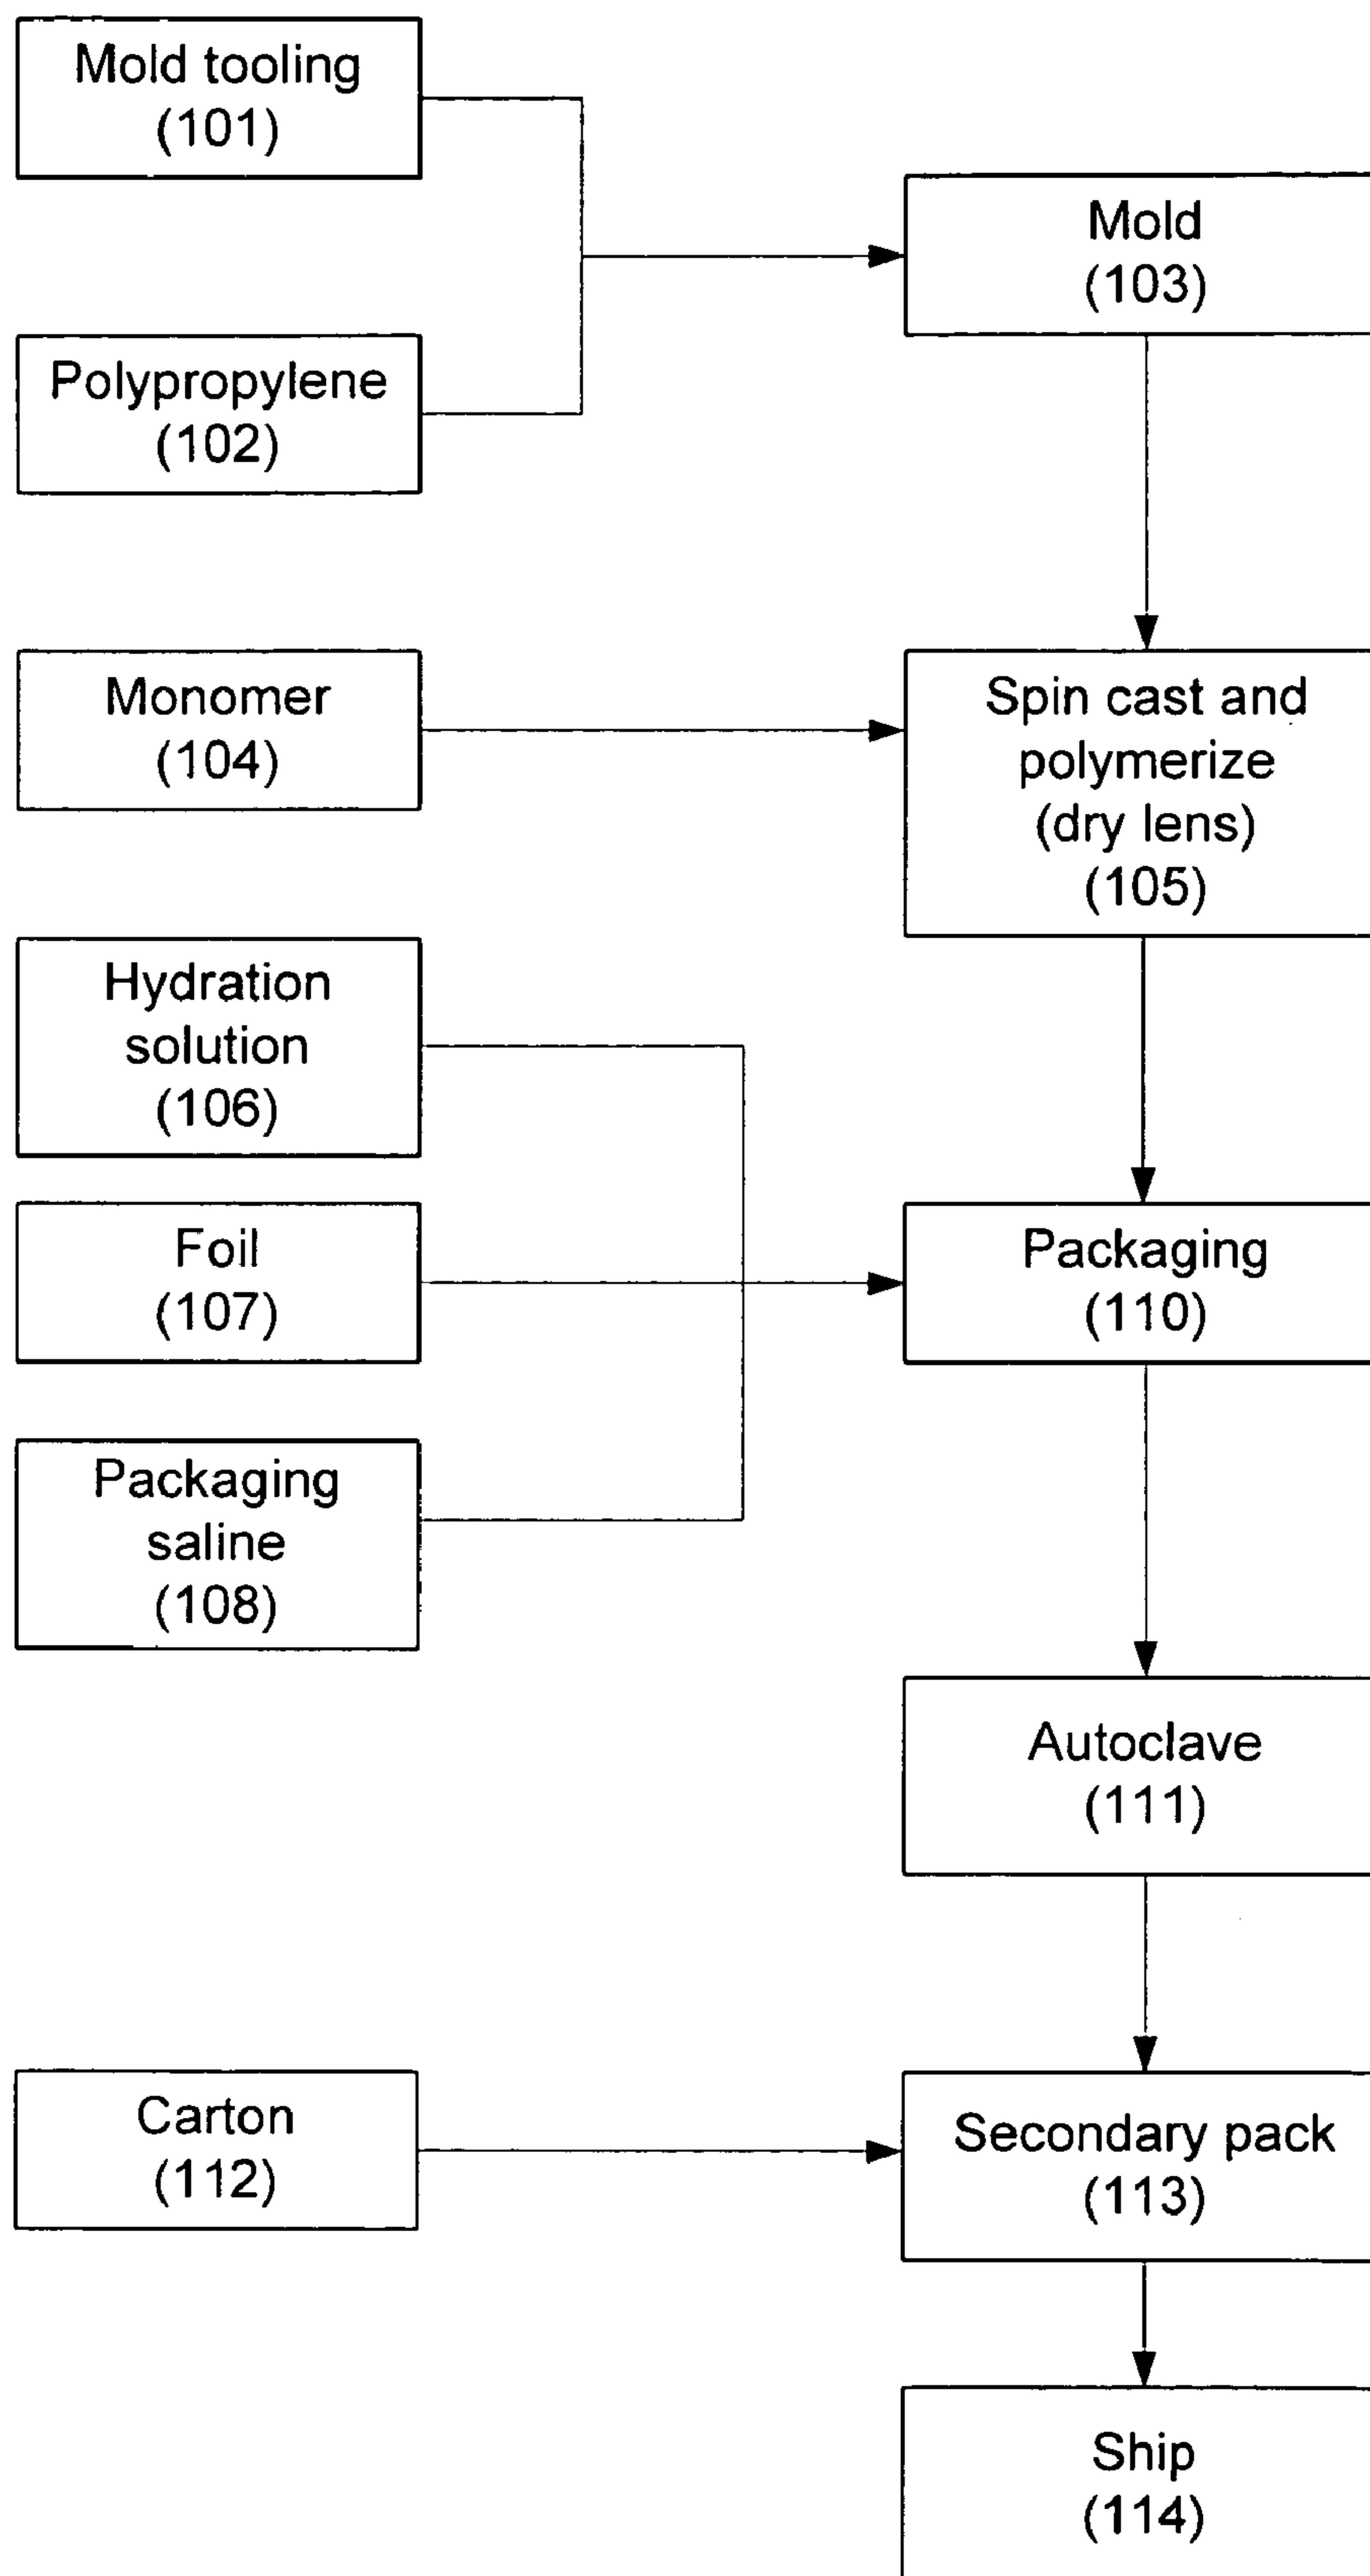 Mold tooling
(101)
Polypropylene
(102)
Mold
(103)
Monomer
(104)
Spin cast and
polymerize
(dry lens)
(105)
Hydration
solution
(106)
Foil
(107)
Packaging
saline
(108)
Packaging
(110)
Autoclave
(111)
Carton
(112)
Secondary pack
(113)
Ship
(114)